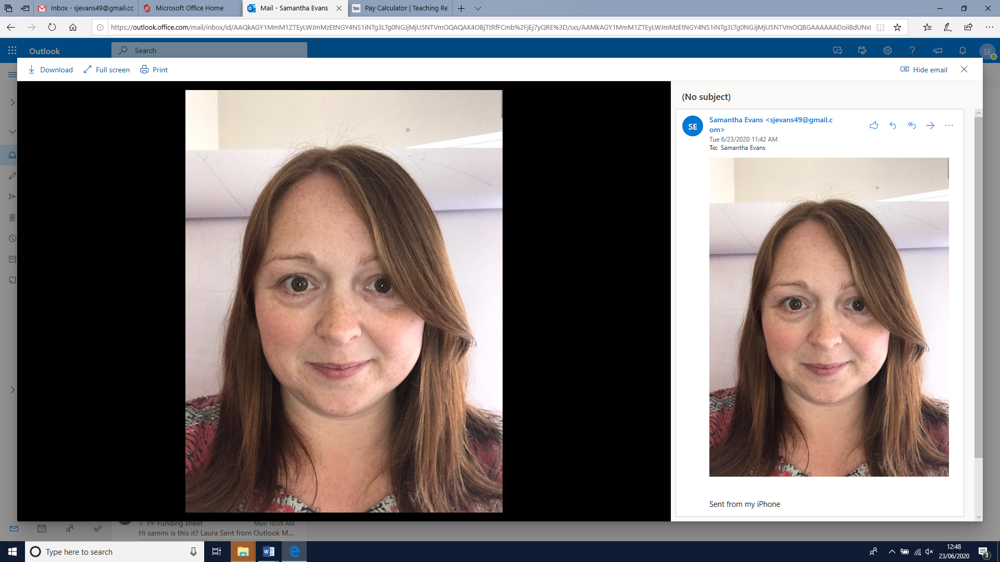 Inbox - sjevans49@gmail.cc
Microsoft Office Home
Mail - Samantha Evans
tes Pay Calculator | Teaching Re
https://outlook.office.com/mail/inbox/id/AAQkAGY1MmM1ZTEyLWJmMzEtNGY4NS1iNTg3LTg0NGJjMjU5NTVmOQAQAK4OBjTtRfFCmb%2FjEj7yQRE%3D/sxs/AAMkAGY1MmM1ZTEyLWJmMzEtNGY4NS1iNTg3LTg0NGJjMjU5NTVmOQBGAAAAAADoiiBdUNxI
Outlook
Search
SE
Download
Full screen
Print
Hide email
(No subject)
SE
Samantha Evans <sjevans49@gmail.c
om>
Tue 6/23/2020 11:42 AM
To: Samantha Evans
Sent from my iPhone
PP Funding sheet
Mon 10:59 AM
Hi sammi is this it? Laura Sent from Outlook M...
Type here to search
12:48
23/06/2020
3